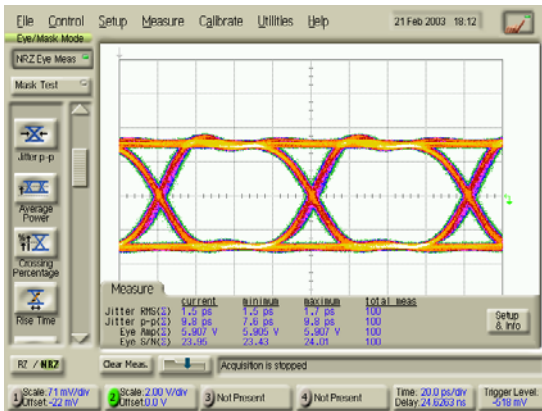 File Control Setup Measure Calibrate Utilities Help 21 Feb 2003 18:12
Eye/Mask Mode
NRZ Eye Meas
Mask Test
Jitter p-p
Average
Power
Crossing
Percentage
Rise Time
Measure
current minimum maximum total meas
Jitter RMS(Σ) 1.5 ps 1.5 ps 1.7 ps 100
Jitter p-p(Σ) 9.8 ps 7.6 ps 9.8 ps 100
Eye Amp(Σ) 5.907 V 5.905 V 5.907 V 100
Eye S/N(Σ) 23.95 23.43 24.01 100
Setup
& Info
RZ / NRZ
Clear Meas.
Acquisition is stopped
1 Scale:71 mV/div
Offset:-22 mV
2 Scale:2.00 V/div
Offset:0.0 V
3 Not Present
4 Not Present
Time: 20.0 ps/div
Delay:24.6263 ns
Trigger Level:
-518 mV